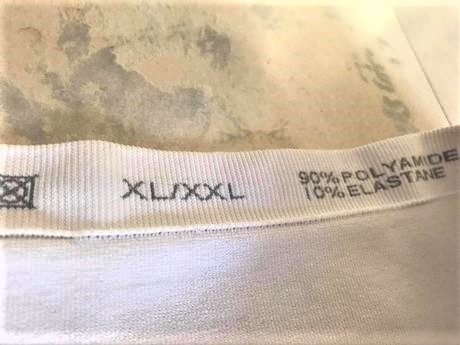 XL/XXL
90% POLYAMIDE
10% ELASTANE